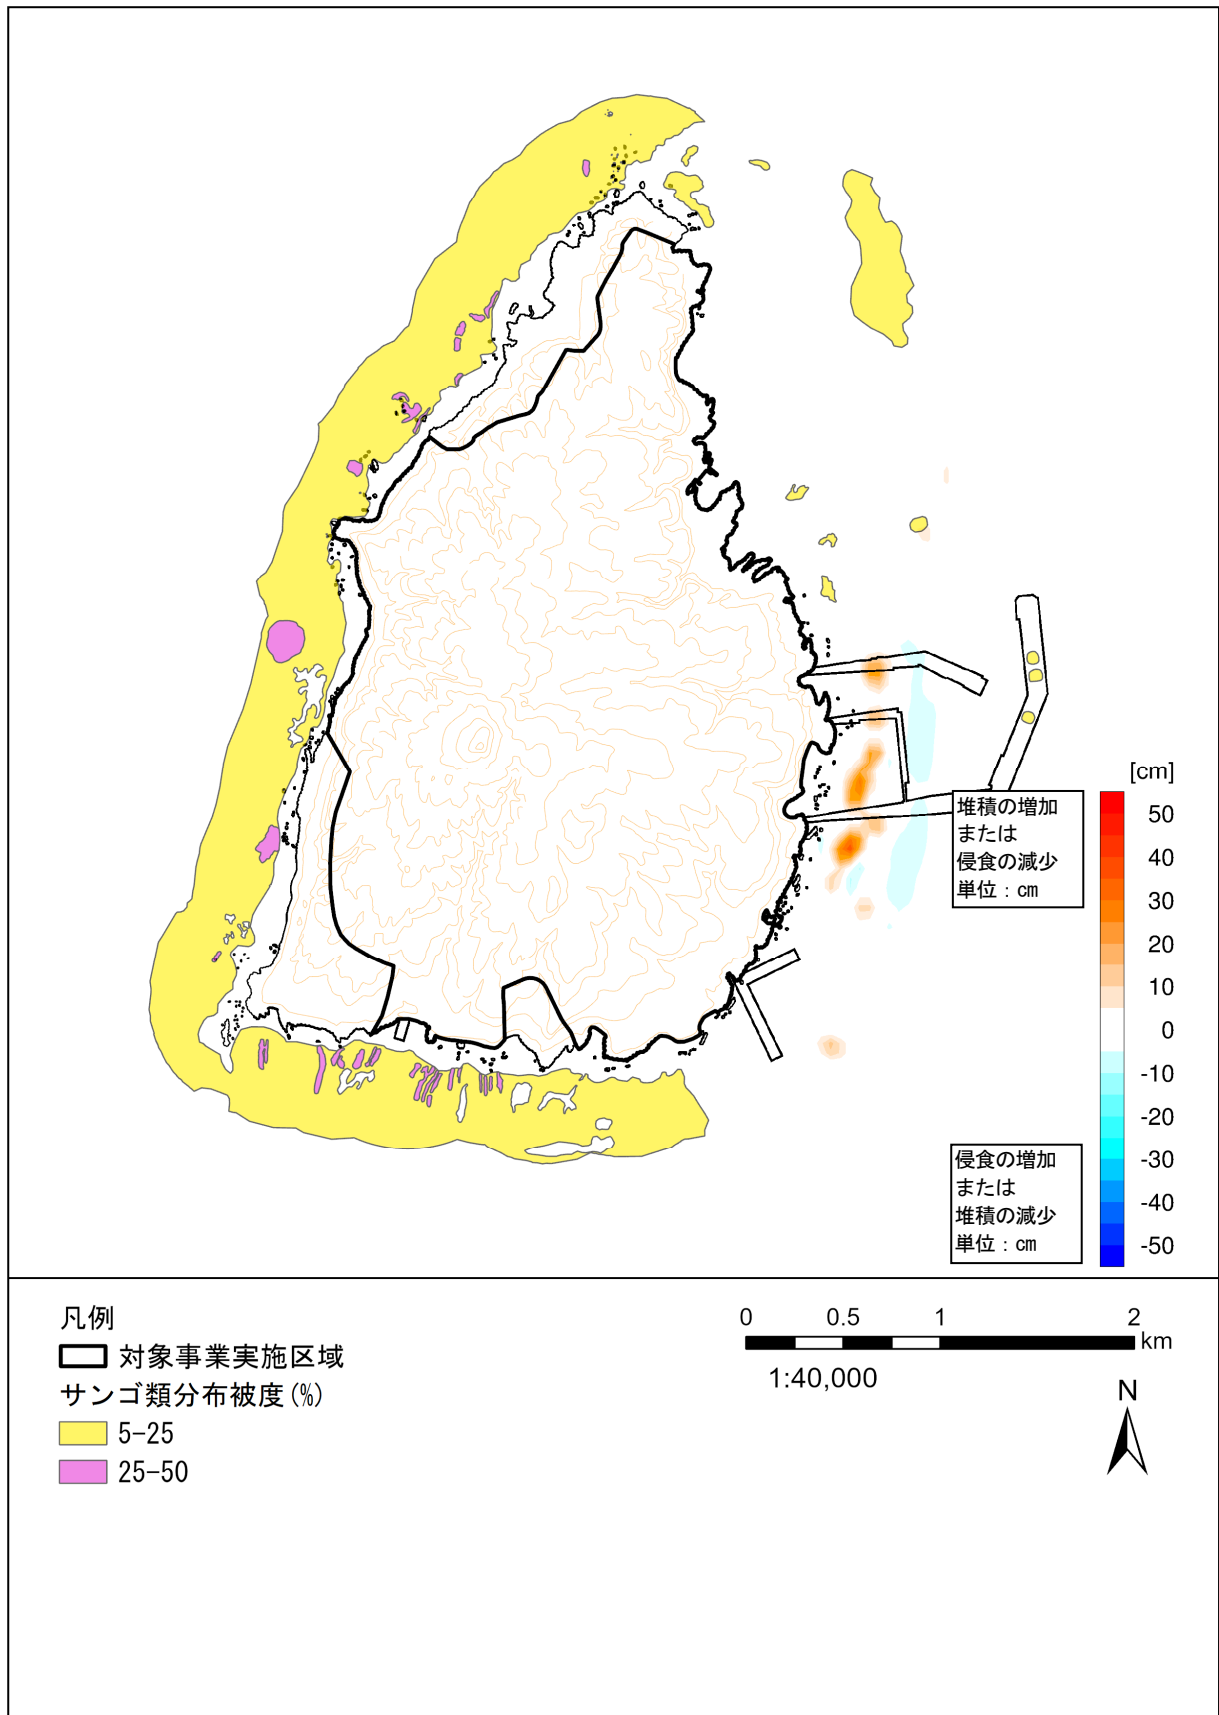 [cm]
50
40
30
20
10
0
-10
-20
-30
-40
-50
堆積の増加
または
侵食の減少
単位：cm
侵食の増加
または
堆積の減少
単位：cm
凡例
対象事業実施区域
サンゴ類分布被度(%)
5-25
25-50
0 0.5 1 2
km
1:40,000
N